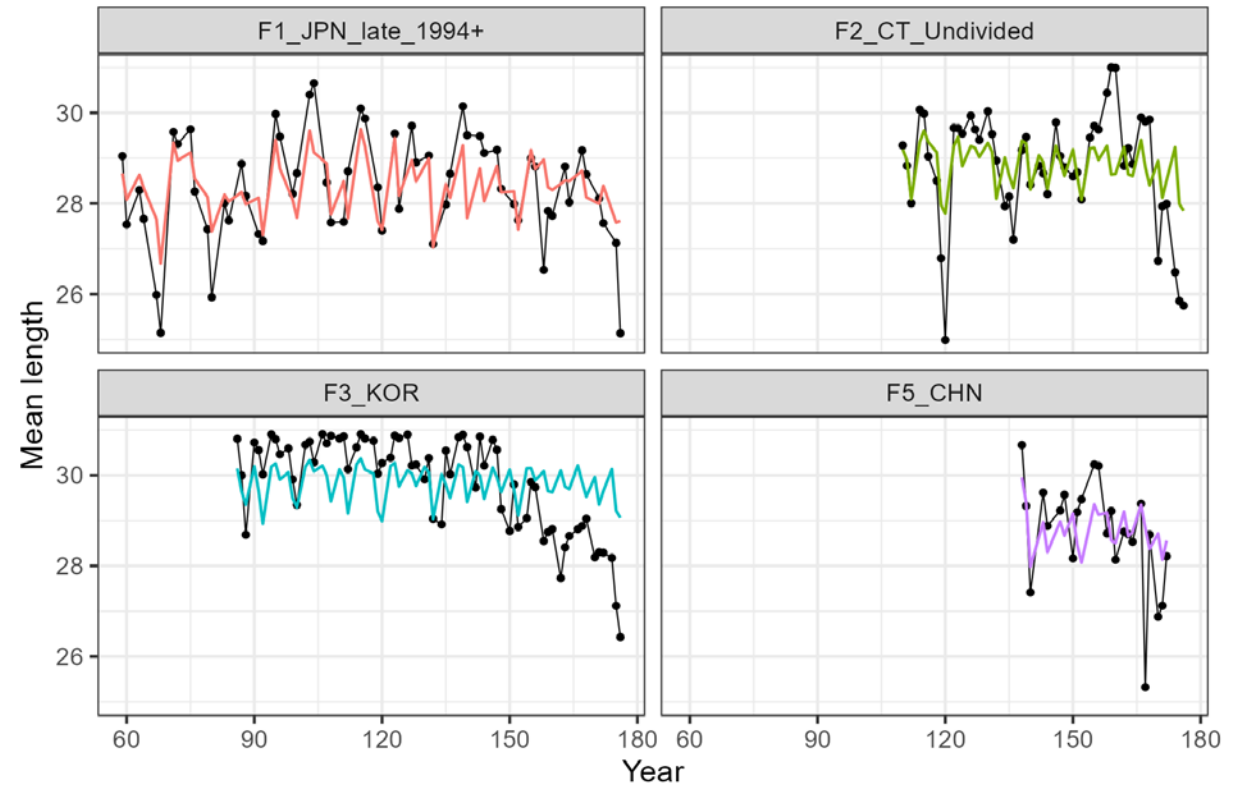 F1_JPN_late_1994+ F2_CT_Undivided
30
28
26
F3_KOR F5_CHN
30
28
26
Mean length
60 90 120 150 180 60 90 120 150 180
Year